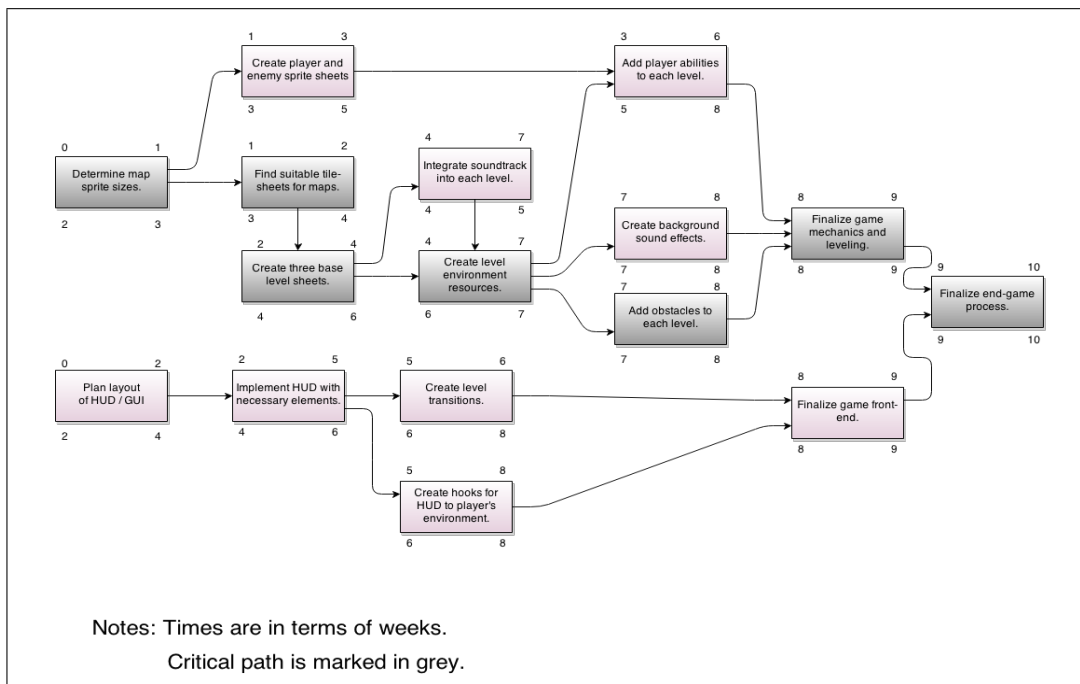 1 3
Create player and
enemy sprite sheets
3 5
3 6
Add player abilities
to each level.
5 8
0 1
Determine map
sprite sizes.
2 3
1 2
Find suitable tile-
sheets for maps.
3 4
4 7
Integrate soundtrack
into each level.
4 5
2 4
Create three base
level sheets.
4 6
4 7
Create level
environment
resources.
6 7
7 8
Create background
sound effects.
7 8
7 8
Add obstacles to
each level.
7 8
8 9
Finalize game
mechanics and
leveling.
8 9
9 10
Finalize end-game
process.
9 10
0 2
Plan layout
of HUD / GUI
2 4
2 5
Implement HUD with
necessary elements.
4 6
5 6
Create level
transitions.
6 8
5 8
Create hooks for
HUD to player's
environment.
6 8
8 9
Finalize game front-
end.
8 9
Notes: Times are in terms of weeks.
Critical path is marked in grey.